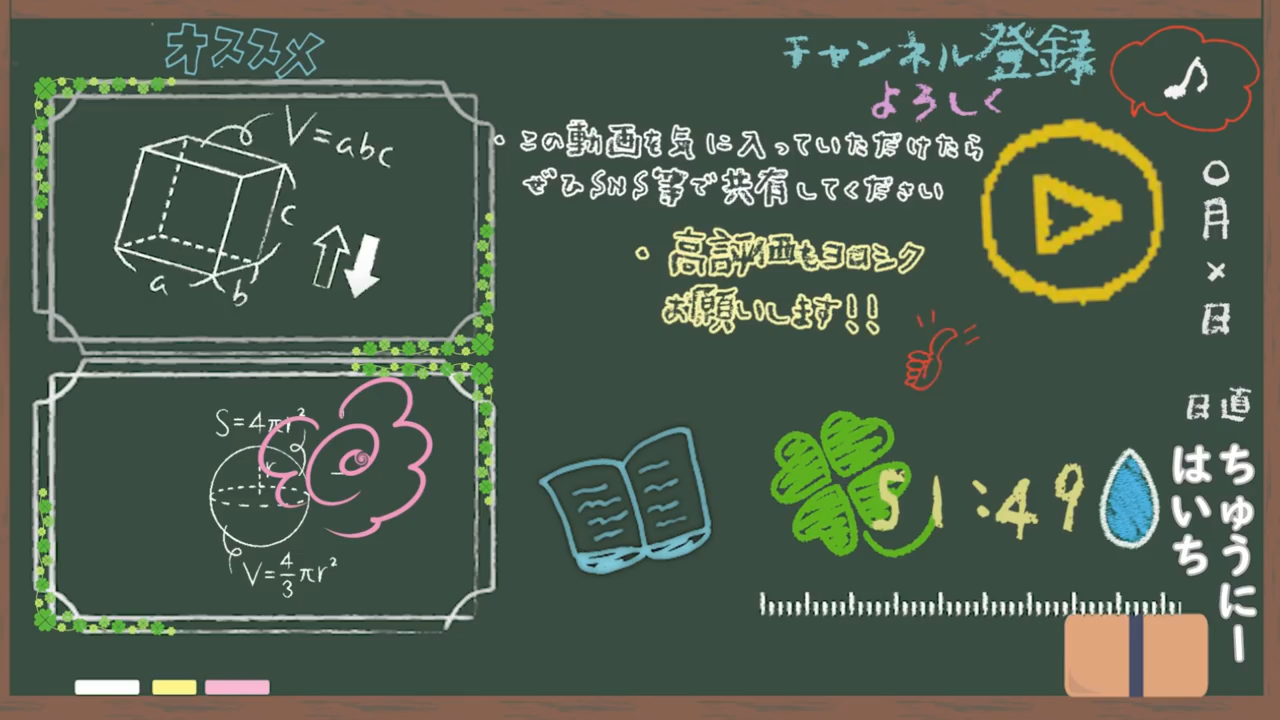 オススメ
チャンネル登録
よろしく
V=abc
c
a
b
・この動画を気に入っていただけたら
ぜひSNS等で共有してください
・高評価もヨロシク
お願いします!!
〇月×日
日直
ちゅうにー
はいち
S=4πr²
r
V=4/3πr²
51:49